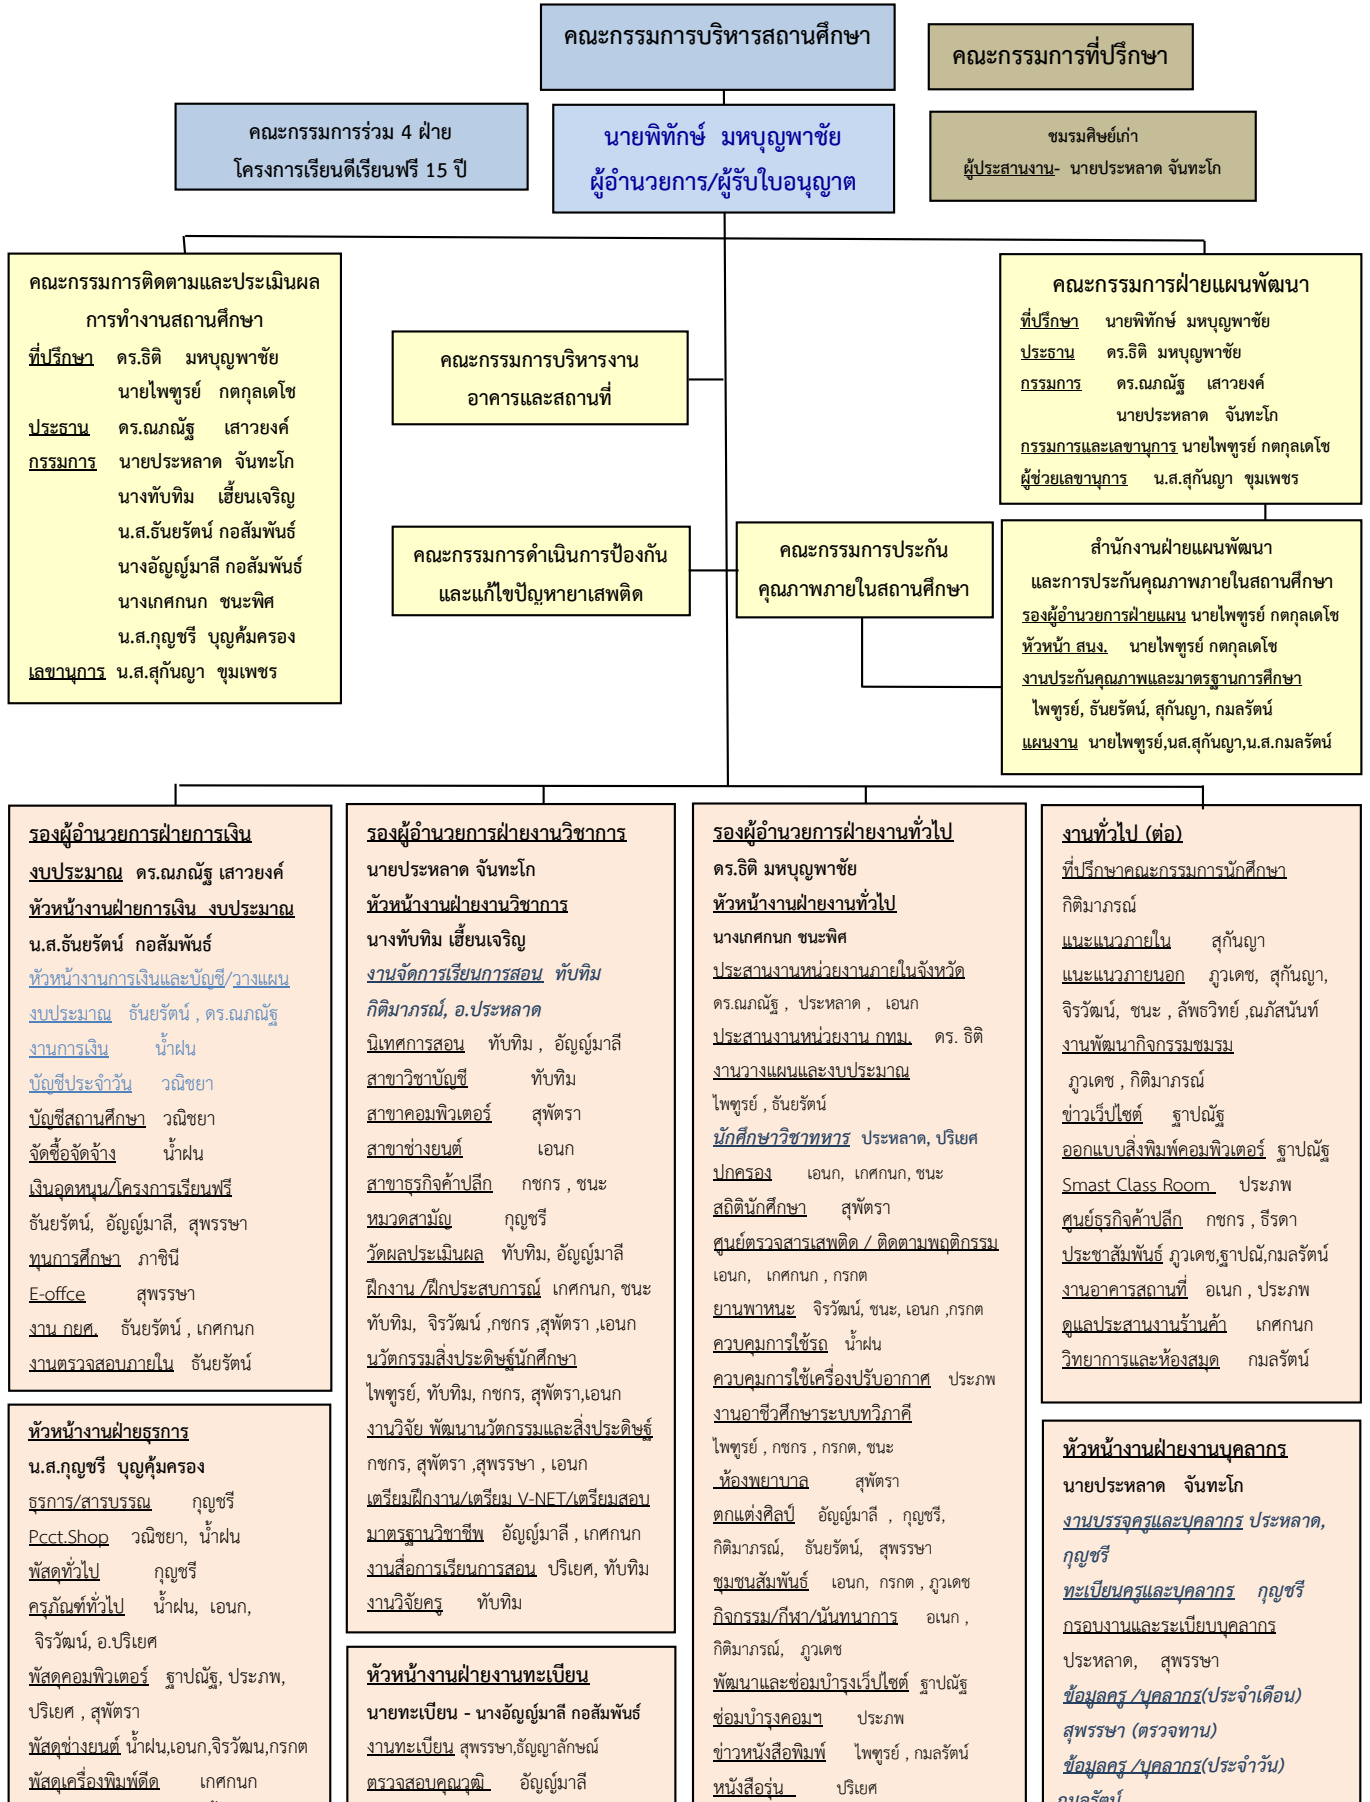 คณะกรรมการบริหารสถานศึกษา
คณะกรรมการที่ปรึกษา
คณะกรรมการร่วม 4 ฝ่าย
โครงการเรียนดีเรียนฟรี 15 ปี
นายพิทักษ์ มหบุญพาชัย
ผู้อำนวยการ/ผู้รับใบอนุญาต
ชมรมศิษย์เก่า
ผู้ประสานงาน- นายประหลาด จันทะโก
คณะกรรมการติดตามและประเมินผล
การทำงานสถานศึกษา
ที่ปรึกษา ดร.ธิติ มหบุญพาชัย
นายไพฑูรย์ กตกุลเดโช
ประธาน ดร.ณภณัฐ เสาวยงค์
กรรมการ นายประหลาด จันทะโก
นางทับทิม เฮี้ยนเจริญ
น.ส.ธันยรัตน์ กอสัมพันธ์
นางอัญญ์มาลี กอสัมพันธ์
นางเกศกนก ชนะพิศ
น.ส.กุญชรี บุญค้มครอง
เลขานุการ น.ส.สุกันญา ขุมเพชร
คณะกรรมการบริหารงาน
อาคารและสถานที่
คณะกรรมการฝ่ายแผนพัฒนา
ที่ปรึกษา นายพิทักษ์ มหบุญพาชัย
ประธาน ดร.ธิติ มหบุญพาชัย
กรรมการ ดร.ณภณัฐ เสาวยงค์
นายประหลาด จันทะโก
กรรมการและเลขานุการ นายไพฑูรย์ กตกุลเดโช
ผู้ช่วยเลขานุการ น.ส.สุกันญา ขุมเพชร
คณะกรรมการดำเนินการป้องกัน
และแก้ไขปัญหายาเสพติด
คณะกรรมการประกัน
คุณภาพภายในสถานศึกษา
สำนักงานฝ่ายแผนพัฒนา
และการประกันคุณภาพภายในสถานศึกษา
รองผู้อำนวยการฝ่ายแผน นายไพฑูรย์ กตกุลเดโช
หัวหน้า สนง. นายไพฑูรย์ กตกุลเดโช
งานประกันคุณภาพและมาตรฐานการศึกษา
ไพฑูรย์, ธันยรัตน์, สุกันญา, กมลรัตน์
แผนงาน นายไพฑูรย์,นส.สุกันญา,น.ส.กมลรัตน์
รองผู้อำนวยการฝ่ายการเงิน
งบประมาณ ดร.ณภณัฐ เสาวยงค์
หัวหน้างานฝ่ายการเงิน งบประมาณ
น.ส.ธันยรัตน์ กอสัมพันธ์
หัวหน้างานการเงินและบัญชี/วางแผน
งบประมาณ ธันยรัตน์ , ดร.ณภณัฐ
งานการเงิน น้ำฝน
บัญชีประจำวัน วณิชยา
บัญชีสถานศึกษา วณิชยา
จัดซื้อจัดจ้าง น้ำฝน
เงินอุดหนุน/โครงการเรียนฟรี
ธันยรัตน์, อัญญ์มาลี, สุพรรษา
ทุนการศึกษา ภาชินี
E-offce สุพรรษา
งาน กยศ. ธันยรัตน์ , เกศกนก
งานตรวจสอบภายใน ธันยรัตน์
หัวหน้างานฝ่ายธุรการ
น.ส.กุญชรี บุญคุ้มครอง
ธุรการ/สารบรรณ กุญชรี
Pcct.Shop วณิชยา, น้ำฝน
พัสดุทั่วไป กุญชรี
ครุภัณฑ์ทั่วไป น้ำฝน, เอนก,
จิรวัฒน์, อ.ปริเยศ
พัสดุคอมพิวเตอร์ ฐาปณัฐ, ประภพ,
ปริเยศ , สุพัตรา
พัสดุช่างยนต์ น้ำฝน,เอนก,จิรวัฒน,กรกต
พัสดุเครื่องพิมพ์ดีด เกศกนก
รองผู้อำนวยการฝ่ายงานวิชาการ
นายประหลาด จันทะโก
หัวหน้างานฝ่ายงานวิชาการ
นางทับทิม เฮี้ยนเจริญ
งานจัดการเรียนการสอน ทับทิม
กิติมาภรณ์, อ.ประหลาด
นิเทศการสอน ทับทิม , อัญญ์มาลี
สาขาวิชาบัญชี ทับทิม
สาขาคอมพิวเตอร์ สุพัตรา
สาขาช่างยนต์ เอนก
สาขาธุรกิจค้าปลีก กชกร , ชนะ
หมวดสามัญ กุญชรี
วัดผลประเมินผล ทับทิม, อัญญ์มาลี
ฝึกงาน /ฝึกประสบการณ์ เกศกนก, ชนะ
ทับทิม, จิรวัฒน์ ,กชกร ,สุพัตรา ,เอนก
นวัตกรรมสิ่งประดิษฐ์นักศึกษา
ไพฑูรย์, ทับทิม, กชกร, สุพัตรา,เอนก
งานวิจัย พัฒนานวัตกรรมและสิ่งประดิษฐ์
กชกร, สุพัตรา ,สุพรรษา , เอนก
เตรียมฝึกงาน/เตรียม V-NET/เตรียมสอบ
มาตรฐานวิชาชีพ อัญญ์มาลี , เกศกนก
งานสื่อการเรียนการสอน ปริเยศ, ทับทิม
งานวิจัยครู ทับทิม
หัวหน้างานฝ่ายงานทะเบียน
นายทะเบียน - นางอัญญ์มาลี กอสัมพันธ์
งานทะเบียน สุพรรษา,ธัญญาลักษณ์
ตรวจสอบคุณวุฒิ อัญญ์มาลี
รองผู้อำนวยการฝ่ายงานทั่วไป
ดร.ธิติ มหบุญพาชัย
หัวหน้างานฝ่ายงานทั่วไป
นางเกศกนก ชนะพิศ
ประสานงานหน่วยงานภายในจังหวัด
ดร.ณภณัฐ , ประหลาด , เอนก
ประสานงานหน่วยงาน กทม. ดร. ธิติ
งานวางแผนและงบประมาณ
ไพฑูรย์ , ธันยรัตน์
นักศึกษาวิชาทหาร ประหลาด, ปริเยศ
ปกครอง เอนก, เกศกนก, ชนะ
สถิตินักศึกษา สุพัตรา
ศูนย์ตรวจสารเสพติด / ติดตามพฤติกรรม
เอนก, เกศกนก , กรกต
ยานพาหนะ จิรวัฒน์, ชนะ, เอนก ,กรกต
ควบคุมการใช้รถ น้ำฝน
ควบคุมการใช้เครื่องปรับอากาศ ประภพ
งานอาชีวศึกษาระบบทวิภาคี
ไพฑูรย์ , กชกร , กรกต, ชนะ
ห้องพยาบาล สุพัตรา
ตกแต่งศิลป์ อัญญ์มาลี , กุญชรี,
กิติมาภรณ์, ธันยรัตน์, สุพรรษา
ชุมชนสัมพันธ์ เอนก, กรกต , ภูวเดช
กิจกรรม/กีฬา/นันทนาการ อเนก ,
กิติมาภรณ์, ภูวเดช
พัฒนาและซ่อมบำรุงเว็ปไซต์ ฐาปณัฐ
ซ่อมบำรุงคอมฯ ประภพ
ข่าวหนังสือพิมพ์ ไพฑูรย์ , กมลรัตน์
หนังสือรุ่น ปริเยศ
งานทั่วไป (ต่อ)
ที่ปรึกษาคณะกรรมการนักศึกษา
กิติมาภรณ์
แนะแนวภายใน สุกันญา
แนะแนวภายนอก ภูวเดช, สุกันญา,
จิรวัฒน์, ชนะ , ลัพธวิทย์ ,ณภัสนันท์
งานพัฒนากิจกรรมชมรม
ภูวเดช , กิติมาภรณ์
ข่าวเว็ปไซต์ ฐาปณัฐ
ออกแบบสิ่งพิมพ์คอมพิวเตอร์ ฐาปณัฐ
Smast Class Room ประภพ
ศูนย์ธุรกิจค้าปลีก กชกร , ธีรดา
ประชาสัมพันธ์ ภูวเดช,ฐาปณั,กมลรัตน์
งานอาคารสถานที่ อเนก , ประภพ
ดูแลประสานงานร้านค้า เกศกนก
วิทยาการและห้องสมุด กมลรัตน์
หัวหน้างานฝ่ายงานบุคลากร
นายประหลาด จันทะโก
งานบรรจุครูและบุคลากร ประหลาด,
กุญชรี
ทะเบียนครูและบุคลากร กุญชรี
กรอบงานและระเบียบบุคลากร
ประหลาด, สุพรรษา
ข้อมูลครู /บุคลากร(ประจำเดือน)
สุพรรษา (ตรวจทาน)
ข้อมูลครู /บุคลากร(ประจำวัน)
กมลรัตน์